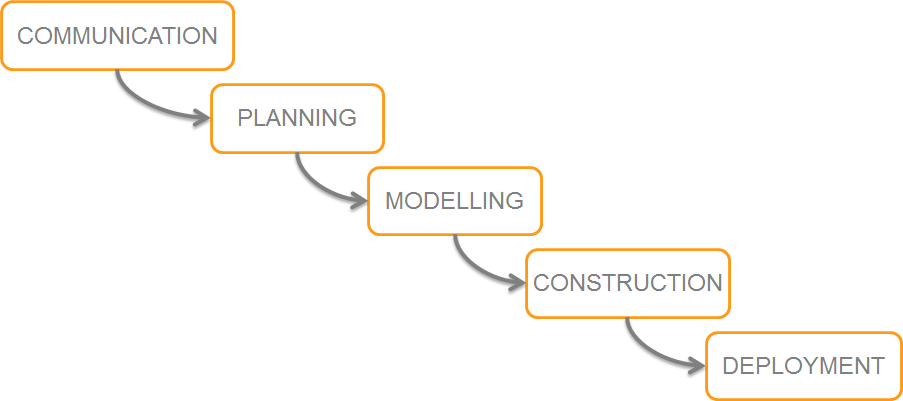 COMMUNICATION
PLANNING
MODELLING
CONSTRUCTION
DEPLOYMENT